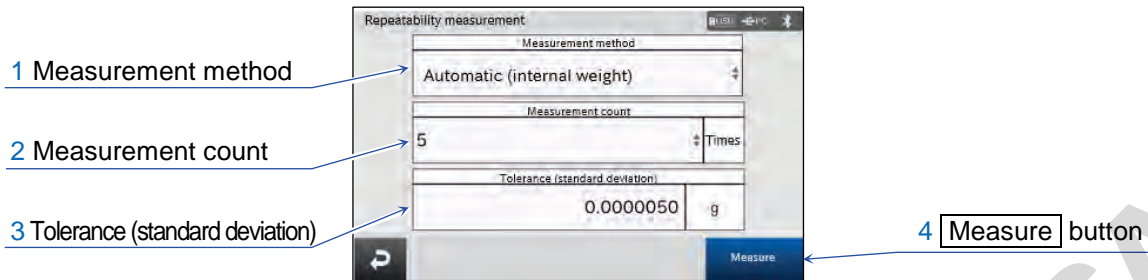 Repeatability measurement
USB PC
Measurement method
1 Measurement method
Automatic (internal weight)
Measurement count
2 Measurement count
5 Times
Tolerance (standard deviation)
3 Tolerance (standard deviation)
0.0000050 g
4 Measure button
Measure